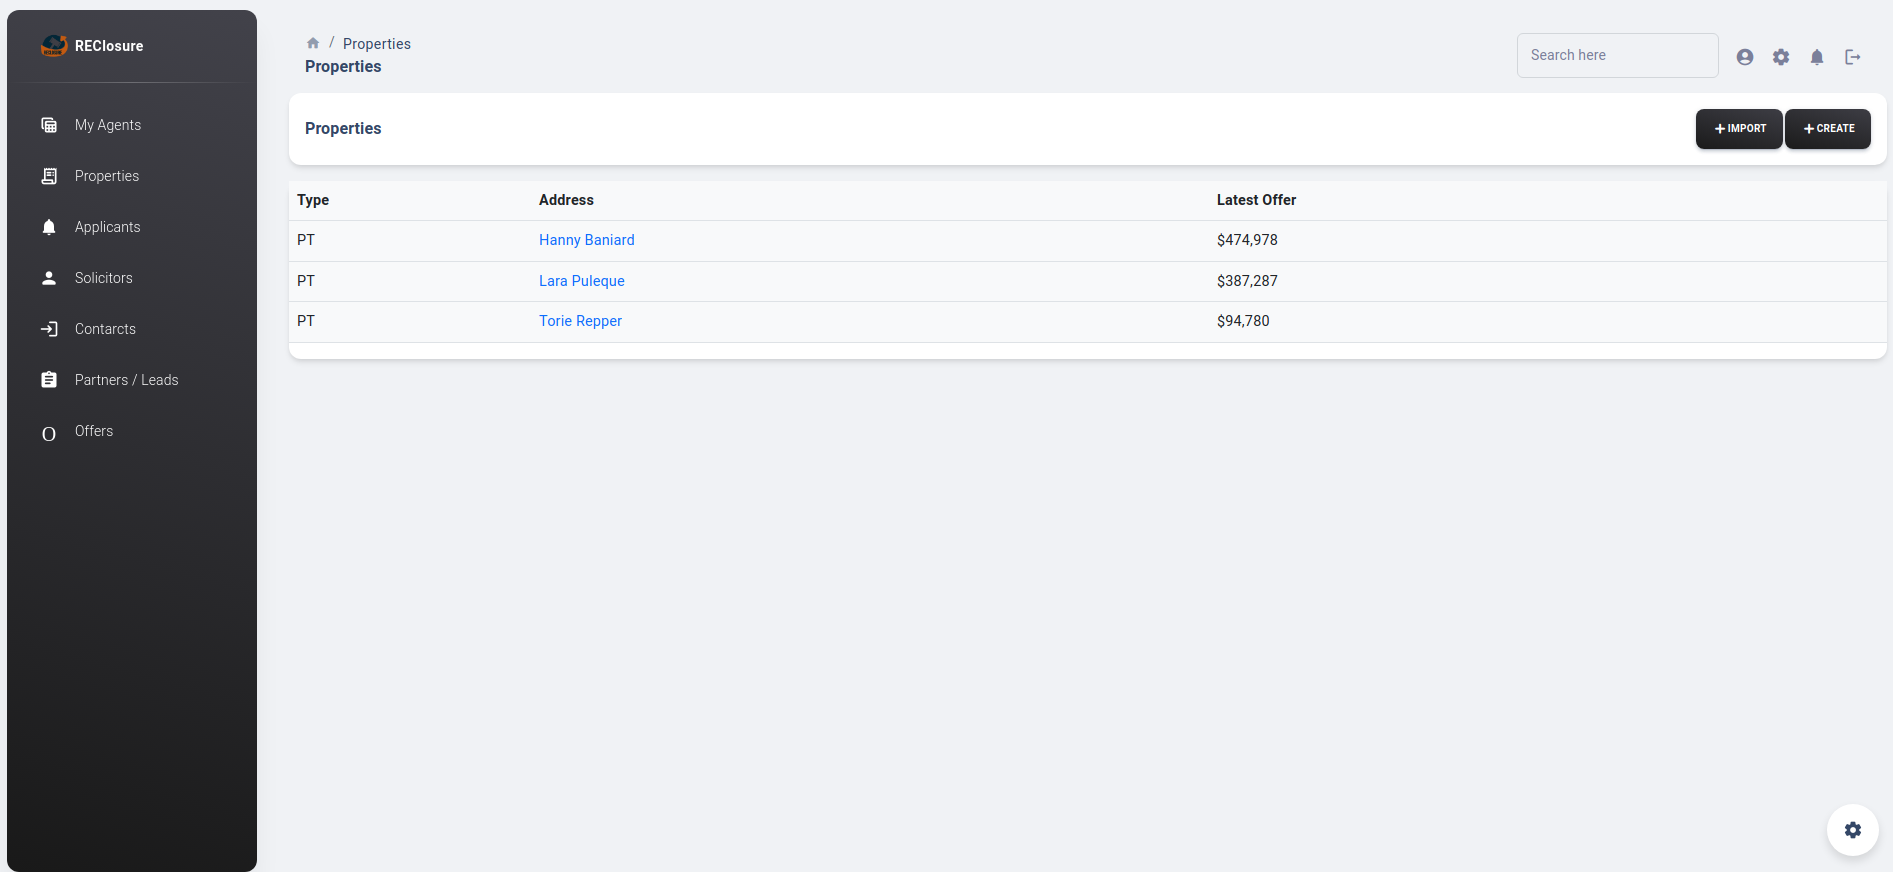 REClosure
My Agents
Properties
Applicants
Solicitors
Contarcts
Partners / Leads
O Offers
/ Properties
Properties
Search here
Properties
+ IMPORT + CREATE
Type Address Latest Offer
PT Hanny Baniard $474,978
PT Lara Puleque $387,287
PT Torie Repper $94,780